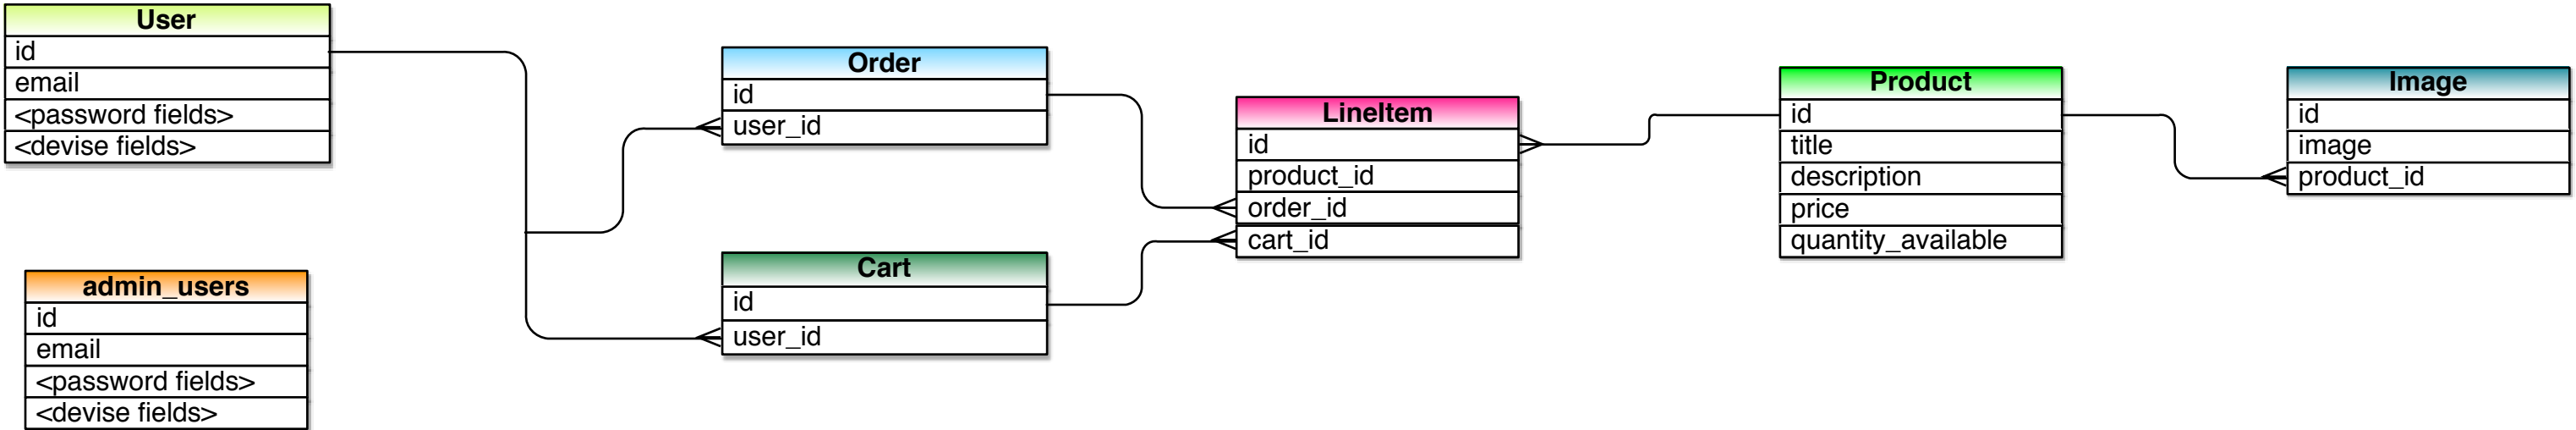 User
id
email
<password fields>
<devise fields>
admin_users
id
email
<password fields>
<devise fields>
Order
id
user_id
Cart
id
user_id
LineItem
id
product_id
order_id
cart_id
Product
id
title
description
price
quantity_available
Image
id
image
product_id